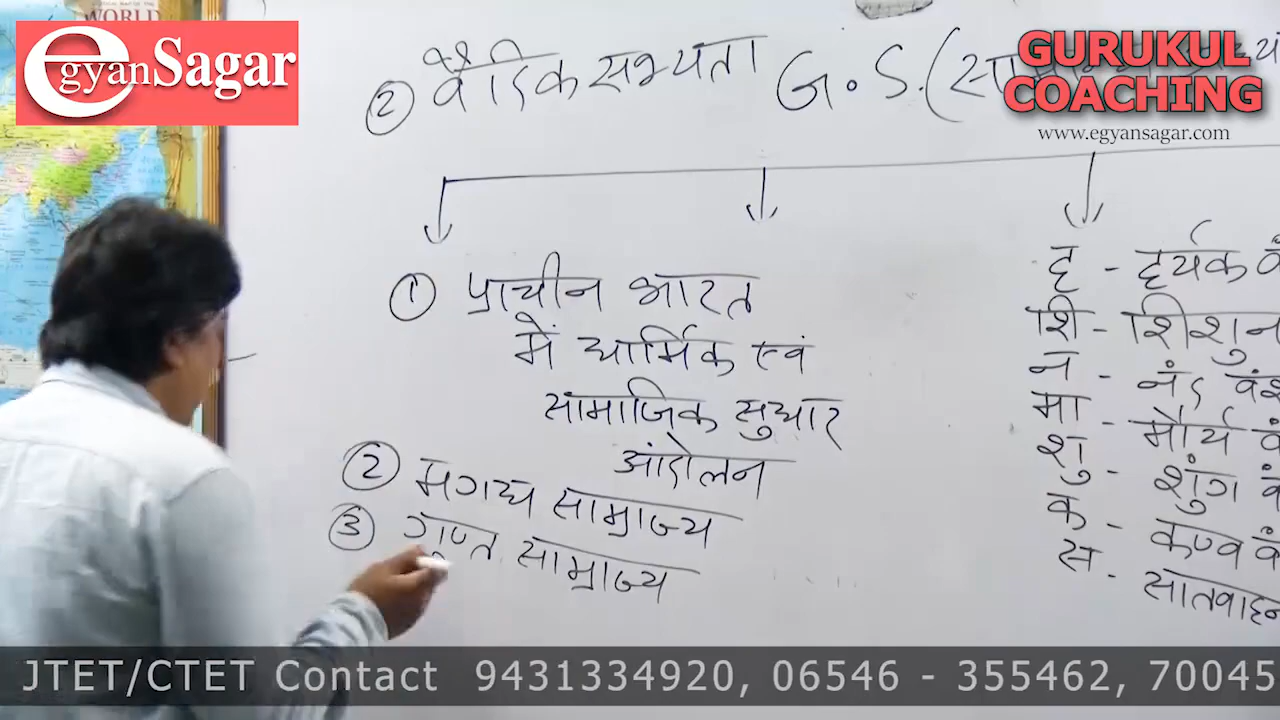 WORLD
egyanSagar
GURUKUL
COACHING
www.egyansagar.com
② वैदिक सभ्यता G.S. (
① प्राचीन भारत
में धार्मिक एवं
सामाजिक सुधार
आंदोलन
② मगध साम्राज्य
③ गुप्त साम्राज्य
हृ - हर्यक
शि - शिशुन
न - नंद वंश
मा - मौर्य
शु - शुंग
क - कण्व
स - सातवाहन
JTET/CTET Contact 9431334920, 06546 - 355462, 70045